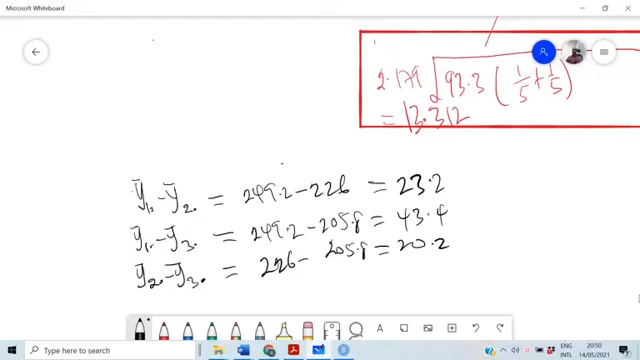 Microsoft Whiteboard
2.179 √93.3 (1/5 + 1/5)
= 13.312
ȳ1. - ȳ2. = 249.2 - 226 = 23.2
ȳ1. - ȳ3. = 249.2 - 205.8 = 43.4
ȳ2. - ȳ3. = 226 - 205.8 = 20.2
Type here to search
ENG
INTL
20:50
14/05/2021